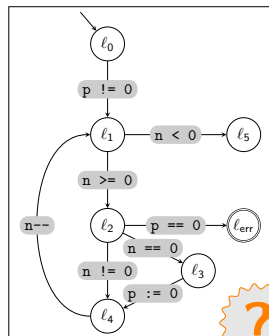 ℓ0
p != 0
ℓ1
n < 0
ℓ5
n >= 0
ℓ2
p == 0
ℓerr
n == 0
n--
n != 0
ℓ3
p := 0
ℓ4
?